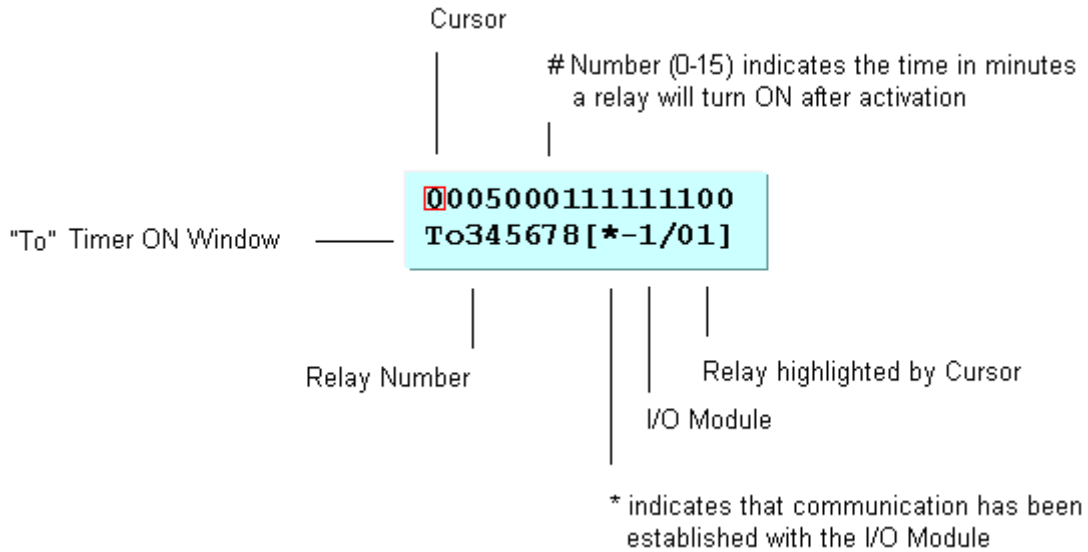 Cursor
# Number (0-15) indicates the time in minutes
a relay will turn ON after activation
0005000111111100
"To" Timer ON Window
To345678[*-1/01]
Relay Number
Relay highlighted by Cursor
I/O Module
* indicates that communication has been
established with the I/O Module